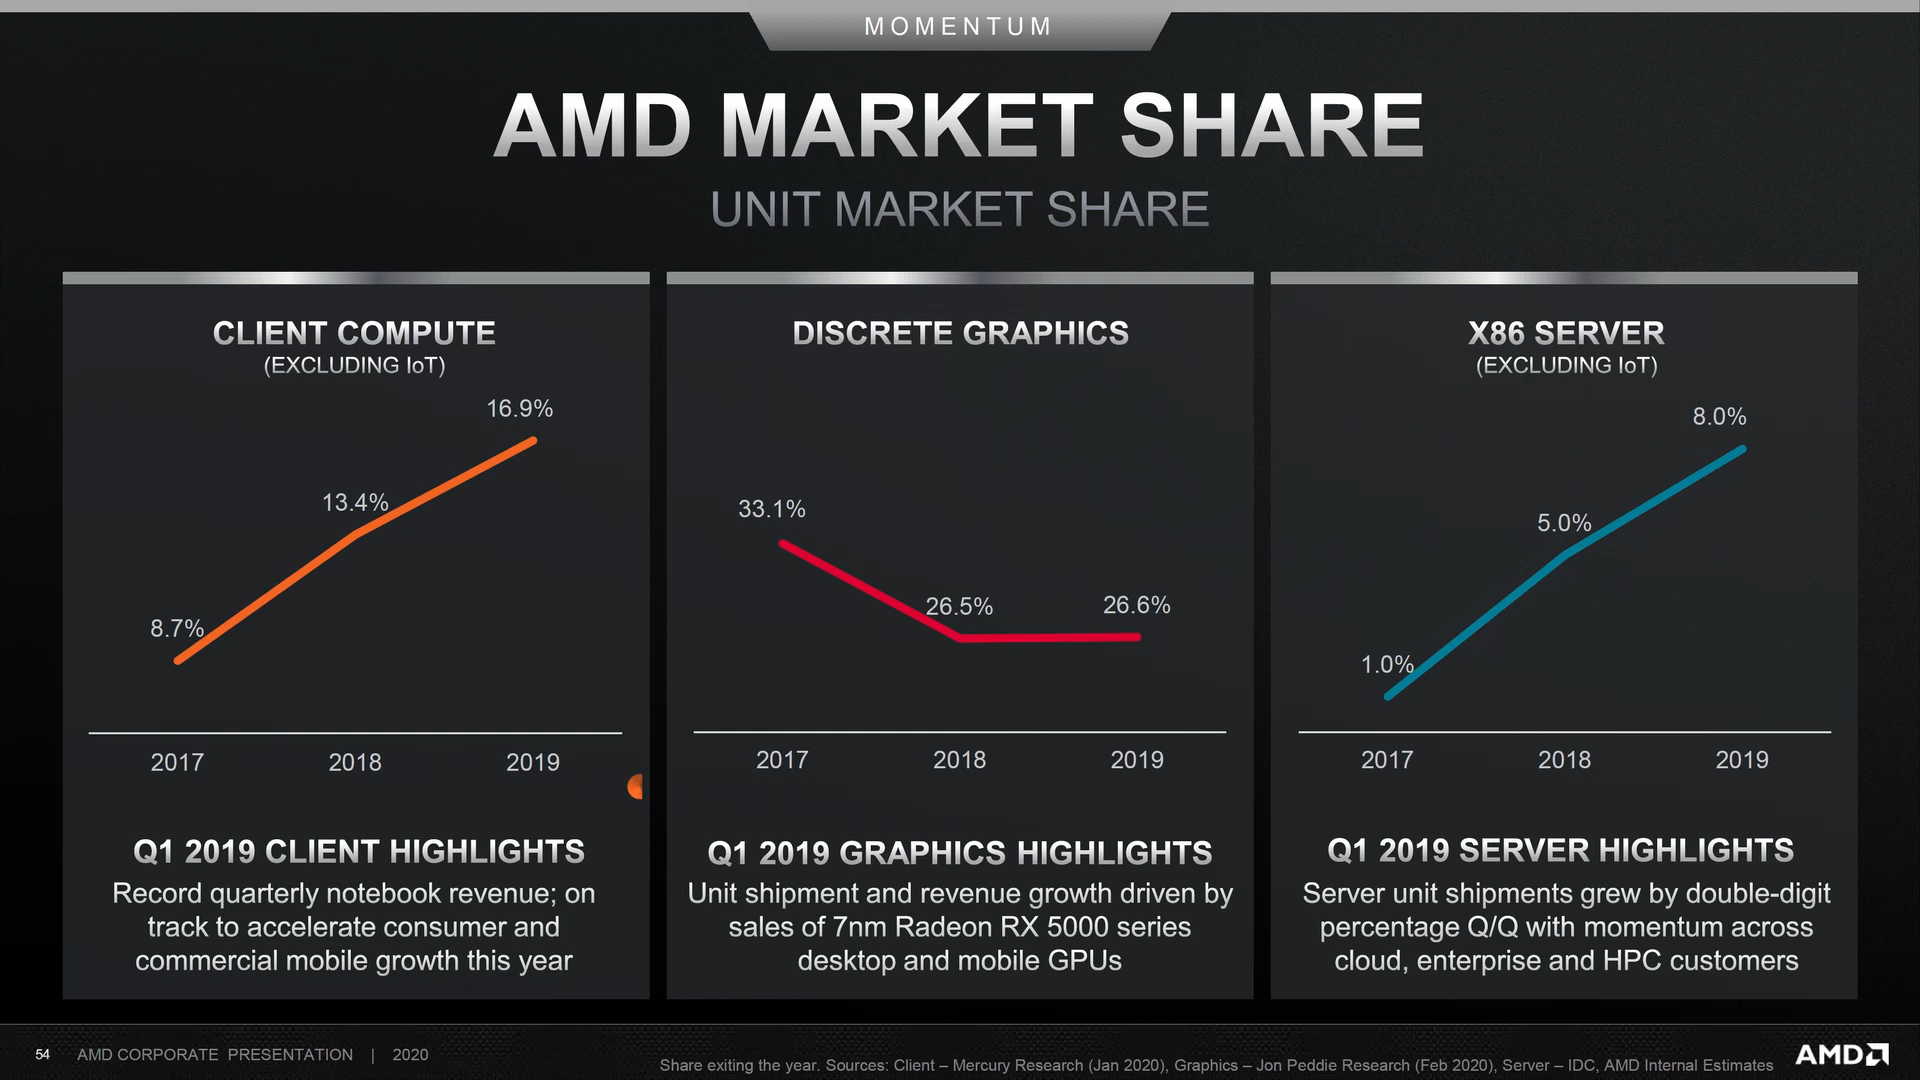 MOMENTUM
AMD MARKET SHARE
UNIT MARKET SHARE
CLIENT COMPUTE
(EXCLUDING IoT)
16.9%
13.4%
8.7%
2017 2018 2019
Q1 2019 CLIENT HIGHLIGHTS
Record quarterly notebook revenue; on
track to accelerate consumer and
commercial mobile growth this year
DISCRETE GRAPHICS
33.1%
26.5% 26.6%
2017 2018 2019
Q1 2019 GRAPHICS HIGHLIGHTS
Unit shipment and revenue growth driven by
sales of 7nm Radeon RX 5000 series
desktop and mobile GPUs
X86 SERVER
(EXCLUDING IoT)
8.0%
5.0%
1.0%
2017 2018 2019
Q1 2019 SERVER HIGHLIGHTS
Server unit shipments grew by double-digit
percentage Q/Q with momentum across
cloud, enterprise and HPC customers
54 AMD CORPORATE PRESENTATION | 2020
Share exiting the year. Sources: Client – Mercury Research (Jan 2020), Graphics – Jon Peddie Research (Feb 2020), Server – IDC, AMD Internal Estimates
AMD